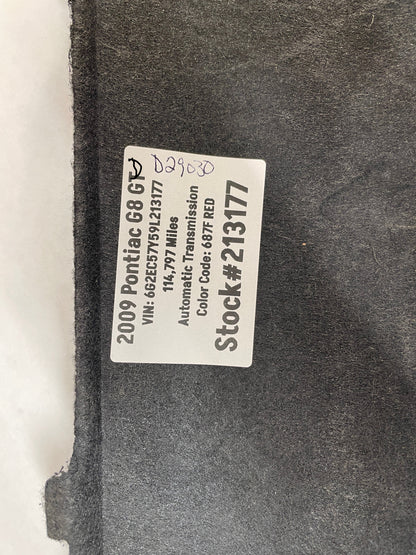 D29030
2009 Pontiac G8 GT
VIN: 6G2EC57Y59L213177
114,797 Miles
Automatic Transmission
Color Code: 687F RED
Stock#213177